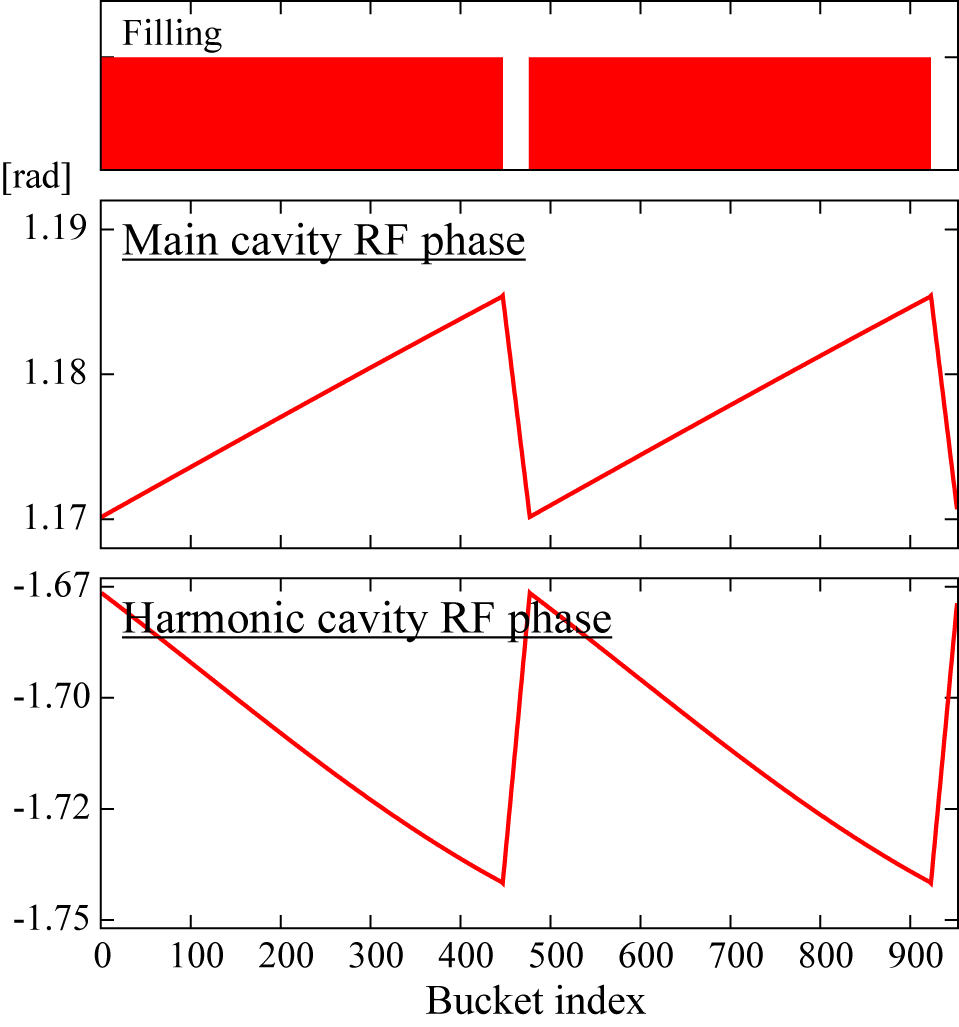 Filling
[rad]
1.19
Main cavity RF phase
1.18
1.17
-1.67
Harmonic cavity RF phase
-1.70
-1.72
-1.75
0 100 200 300 400 500 600 700 800 900
Bucket index